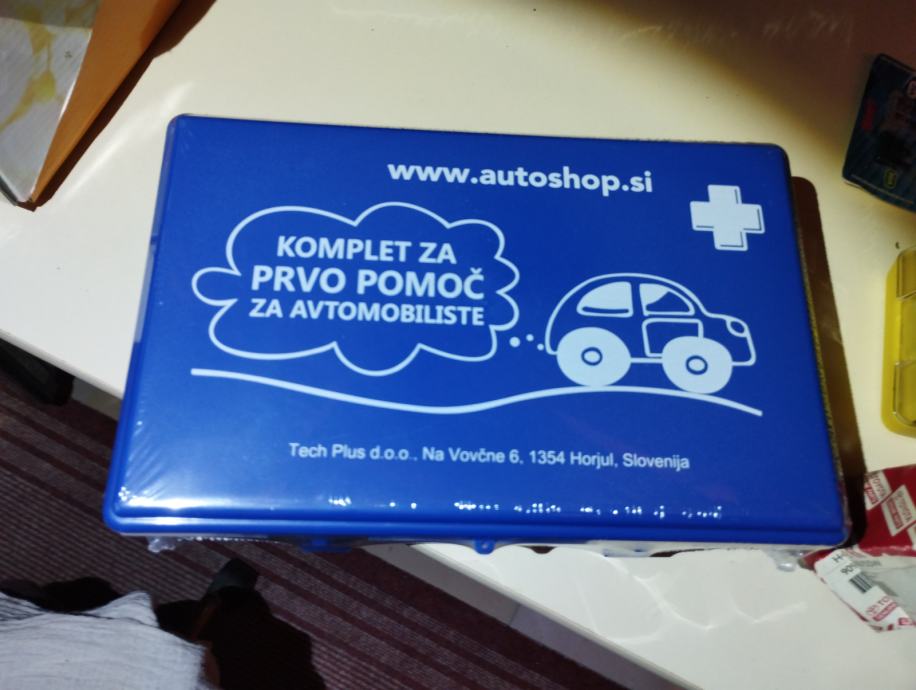 www.autoshop.si
KOMPLET ZA
PRVO POMOČ
ZA AVTOMOBILISTE
Tech Plus d.o.o., Na Vovčne 6, 1354 Horjul, Slovenija